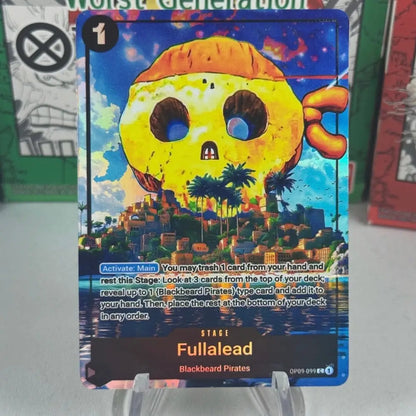 Worst Generation
1
Activate: Main You may trash 1 card from your hand and
rest this Stage: Look at 3 cards from the top of your deck;
reveal up to 1 {Blackbeard Pirates} type card and add it to
your hand. Then, place the rest at the bottom of your deck
in any order.
STAGE
Fullalead
Blackbeard Pirates
OP09-099 C 1